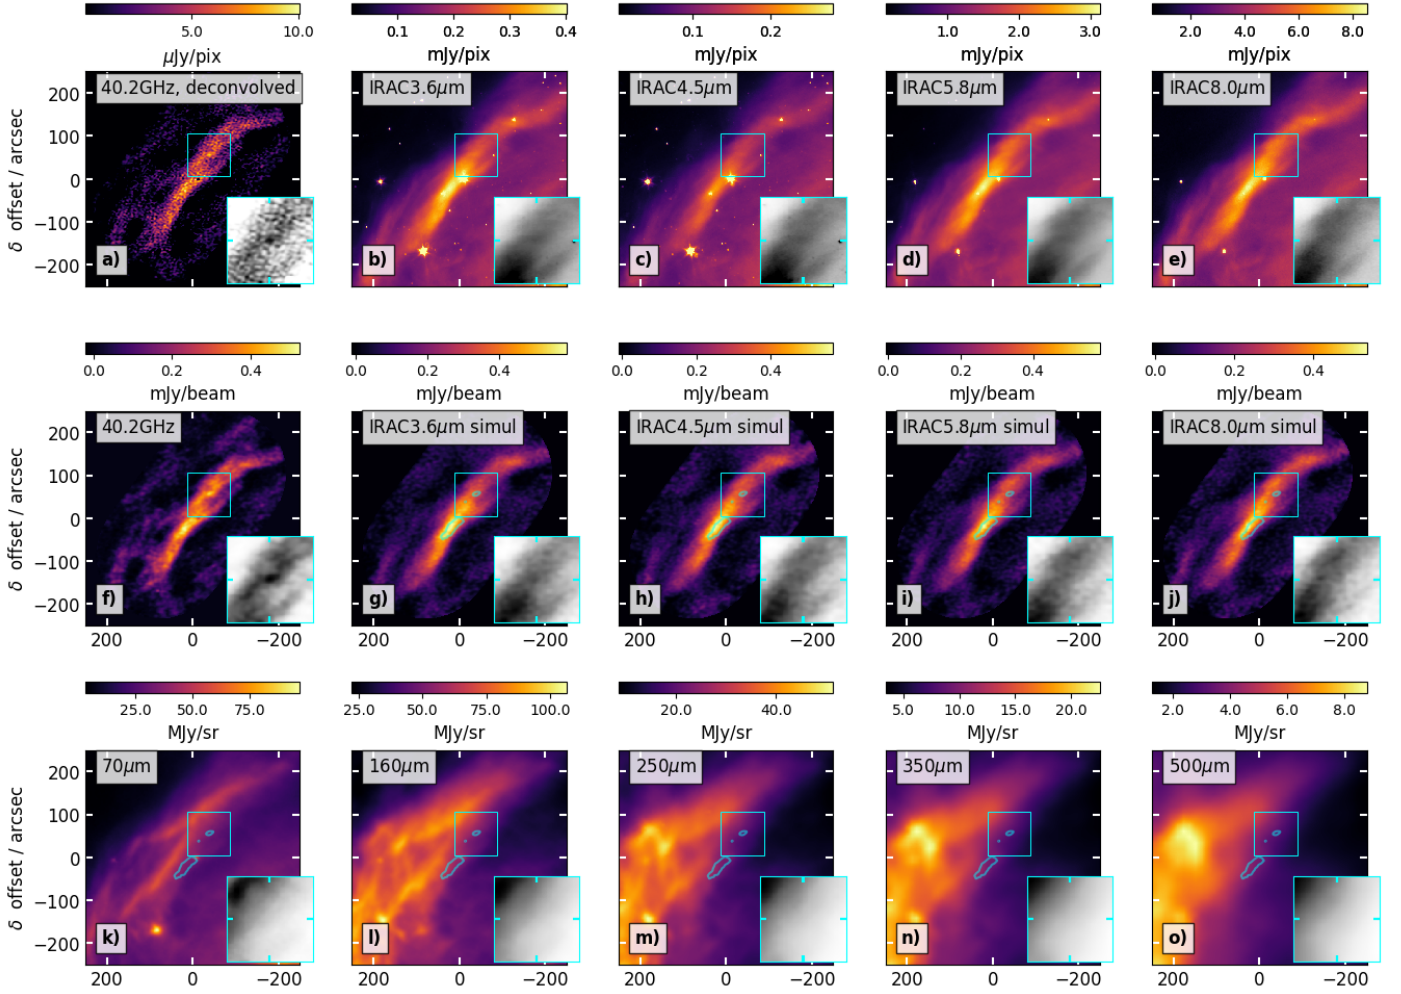 5.0 10.0
μJy/pix
0.1 0.2 0.3 0.4
mJy/pix
0.1 0.2
mJy/pix
1.0 2.0 3.0
mJy/pix
2.0 4.0 6.0 8.0
mJy/pix
δ offset / arcsec
200
100
0
−100
−200
40.2GHz, deconvolved
a)
IRAC3.6μm
b)
IRAC4.5μm
c)
IRAC5.8μm
d)
IRAC8.0μm
e)
0.0 0.2 0.4
mJy/beam
0.0 0.2 0.4
mJy/beam
0.0 0.2 0.4
mJy/beam
0.0 0.2 0.4
mJy/beam
0.0 0.2 0.4
mJy/beam
δ offset / arcsec
200
100
0
−100
−200
40.2GHz
f)
IRAC3.6μm simul
g)
IRAC4.5μm simul
h)
IRAC5.8μm simul
i)
IRAC8.0μm simul
j)
200 0 −200
200 0 −200
200 0 −200
200 0 −200
200 0 −200
25.0 50.0 75.0
MJy/sr
25.0 50.0 75.0 100.0
MJy/sr
20.0 40.0
MJy/sr
5.0 10.0 15.0 20.0
MJy/sr
2.0 4.0 6.0 8.0
MJy/sr
δ offset / arcsec
200
100
0
−100
−200
70μm
k)
160μm
l)
250μm
m)
350μm
n)
500μm
o)
200 0 −200
200 0 −200
200 0 −200
200 0 −200
200 0 −200